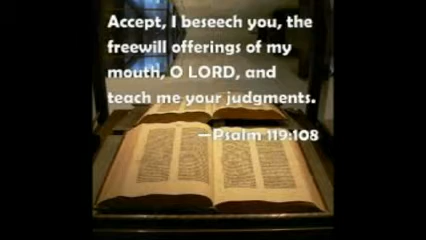 Accept, I beseech you, the
freewill offerings of my
mouth, O LORD, and
teach me your judgments.
—Psalm 119:108